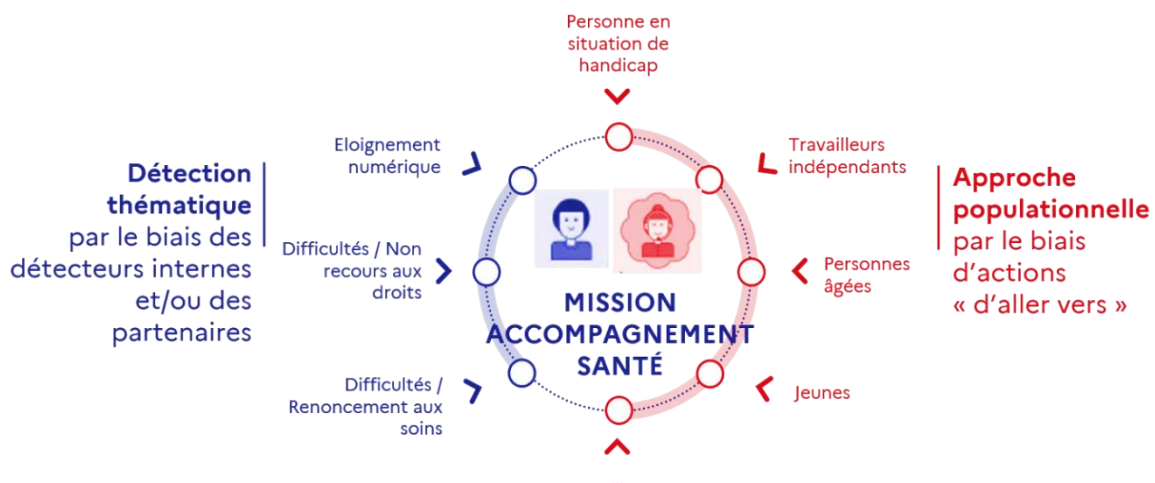 Personne en
situation de
handicap
Eloignement
numérique
Travailleurs
indépendants
Détection
thématique
par le biais des
détecteurs internes
et/ou des
partenaires
Difficultés / Non
recours aux
droits
MISSION
ACCOMPAGNEMENT
SANTÉ
Personnes
âgées
Approche
populationnelle
par le biais
d’actions
« d’aller vers »
Difficultés /
Renoncement aux
soins
Jeunes